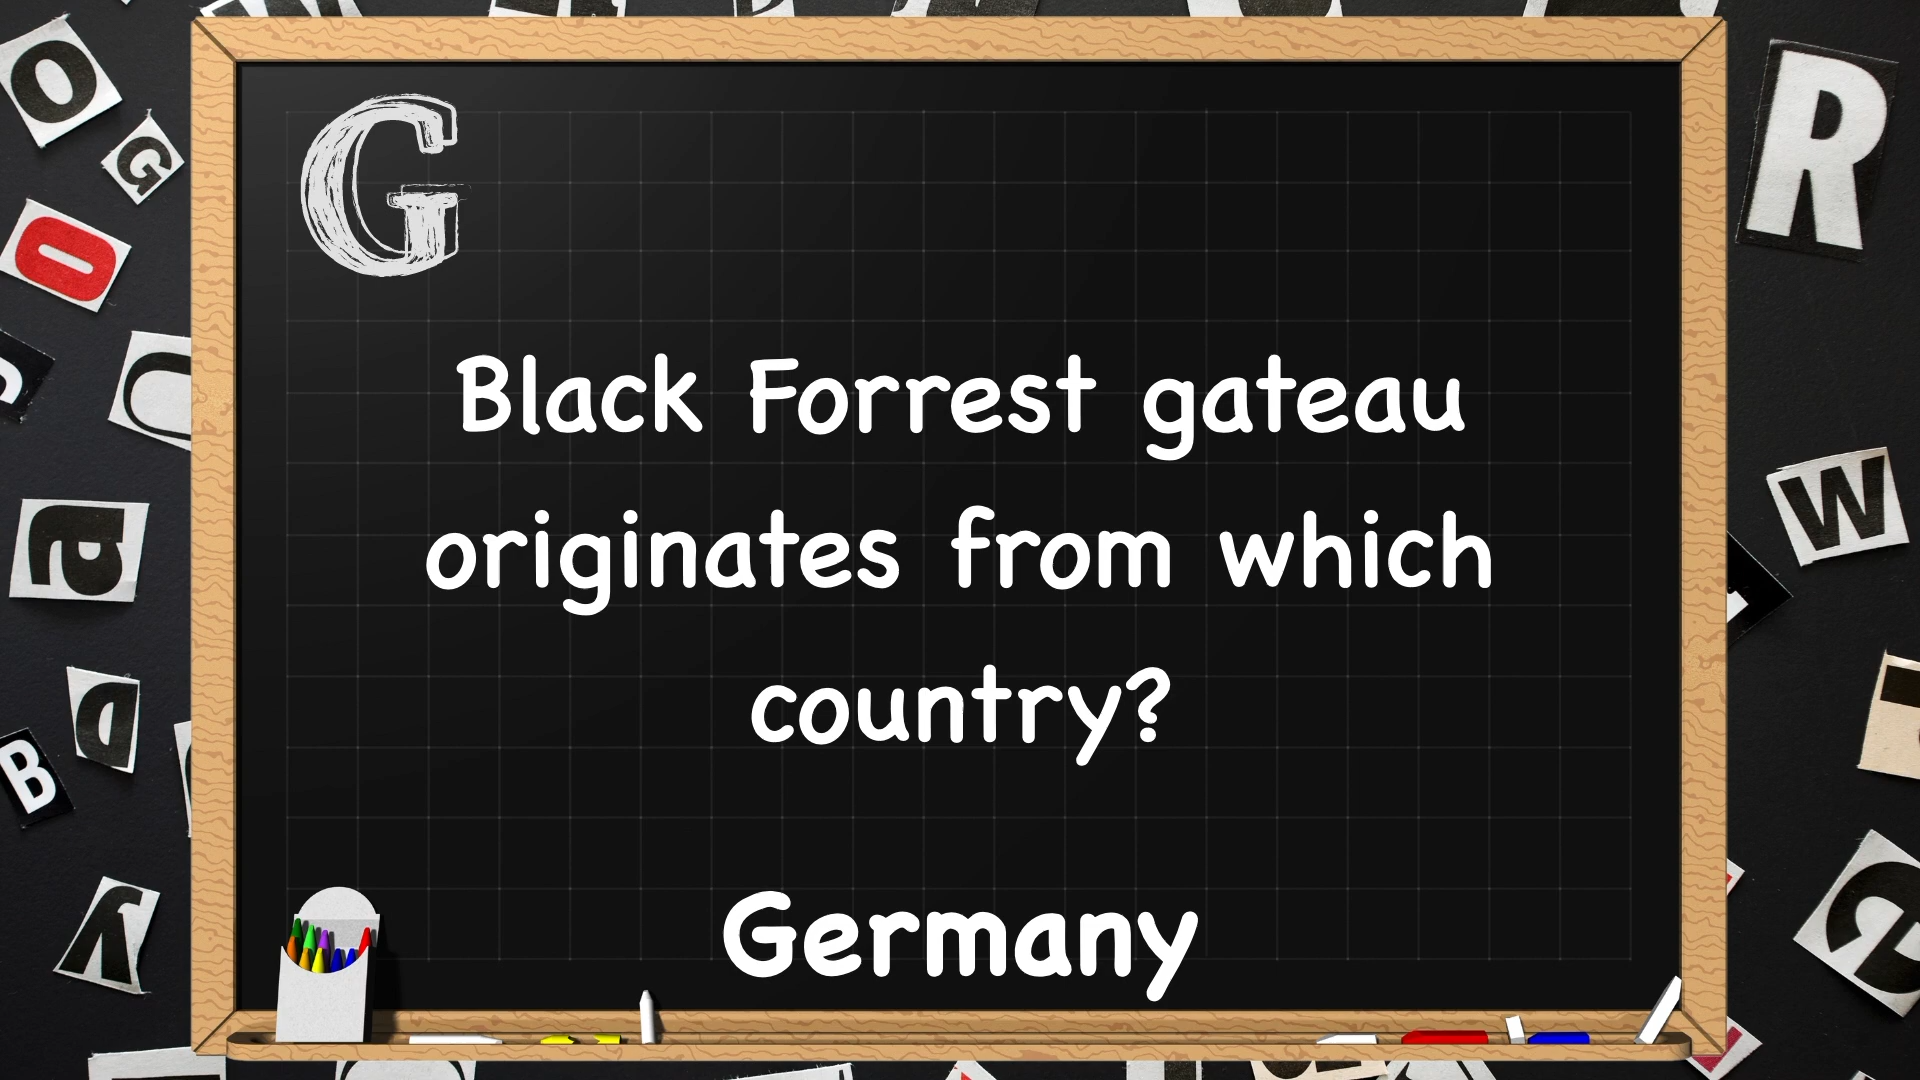 G
Black Forrest gateau
originates from which
country?
Germany
O
G
O
a
B
R
W